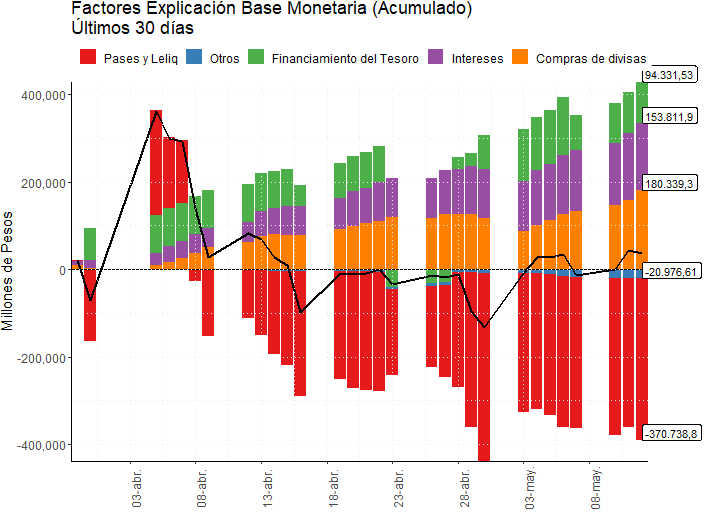 Factores Explicación Base Monetaria (Acumulado)
Últimos 30 días
Pases y Leliq
Otros
Financiamiento del Tesoro
Intereses
Compras de divisas
Millones de Pesos
400,000
200,000
0
-200,000
-400,000
94.331,53
153.811,9
180.339,3
-20.976,61
-370.738,8
03-abr.
08-abr.
13-abr.
18-abr.
23-abr.
28-abr.
03-may.
08-may.